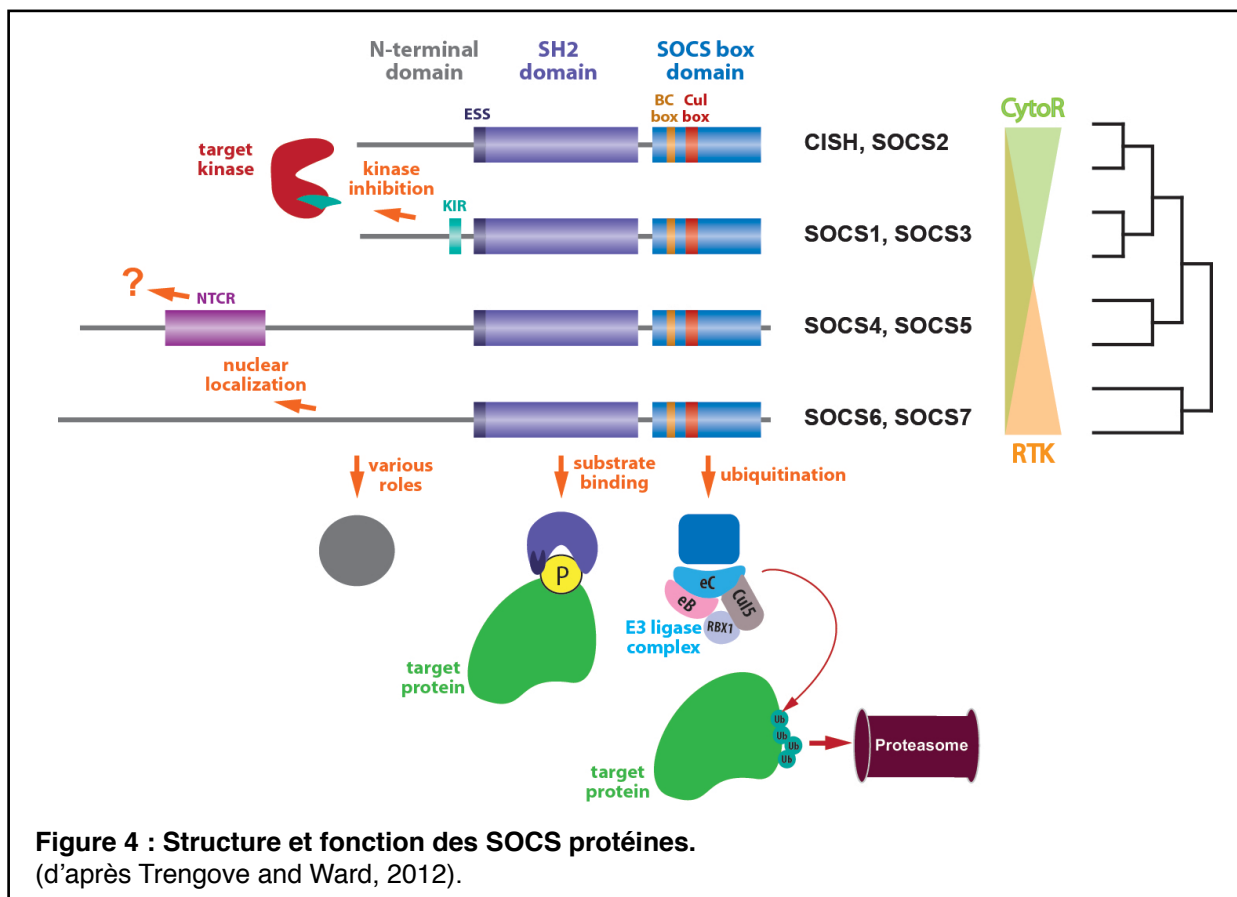 N-terminal
domain
SH2
domain
SOCS box
domain
ESS
BC
box
Cul
box
CytoR
CISH, SOCS2
target
kinase
kinase
inhibition
KIR
SOCS1, SOCS3
?
NTCR
SOCS4, SOCS5
nuclear
localization
SOCS6, SOCS7
RTK
various
roles
substrate
binding
ubiquitination
P
eC
eB
Cul5
RBX1
E3 ligase
complex
target
protein
Ub
Ub
Ub
Ub
Proteasome
target
protein
Figure 4 : Structure et fonction des SOCS protéines.
(d’après Trengove and Ward, 2012).